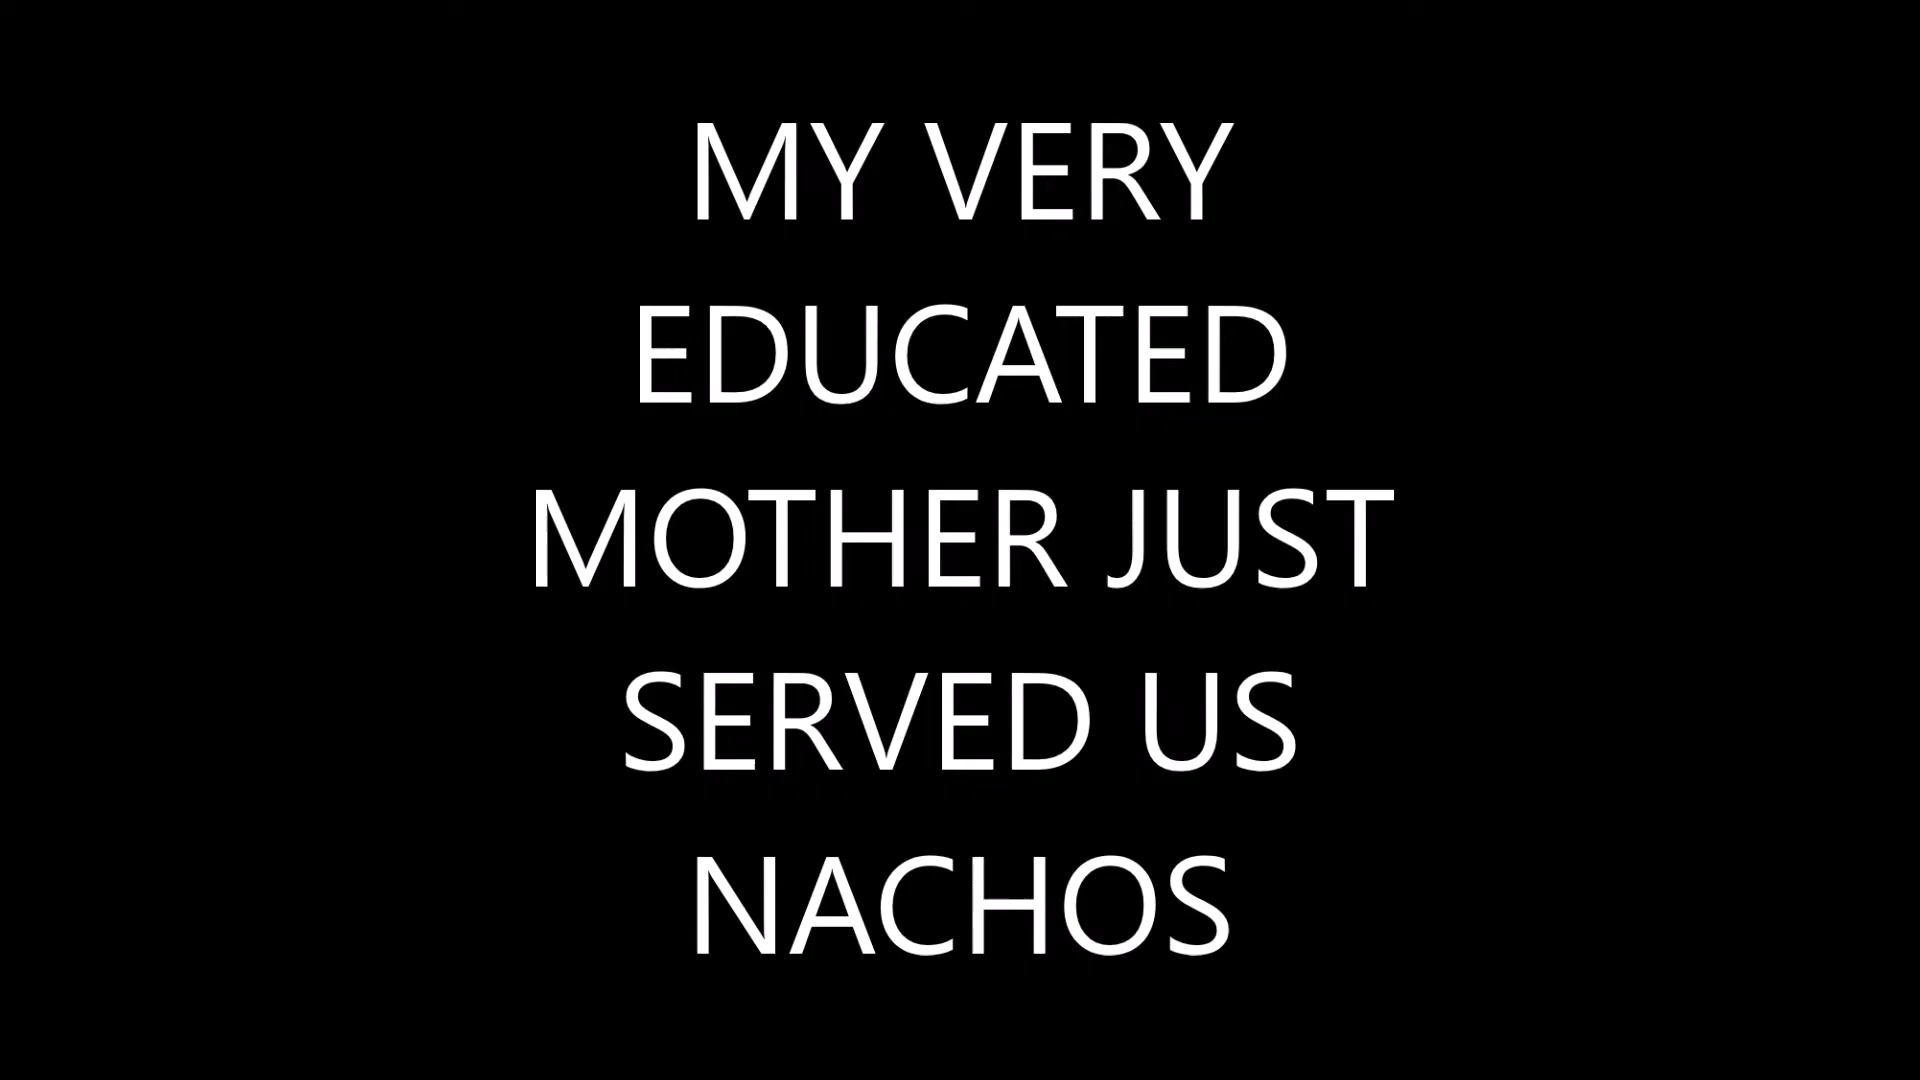 MY VERY
EDUCATED
MOTHER JUST
SERVED US
NACHOS